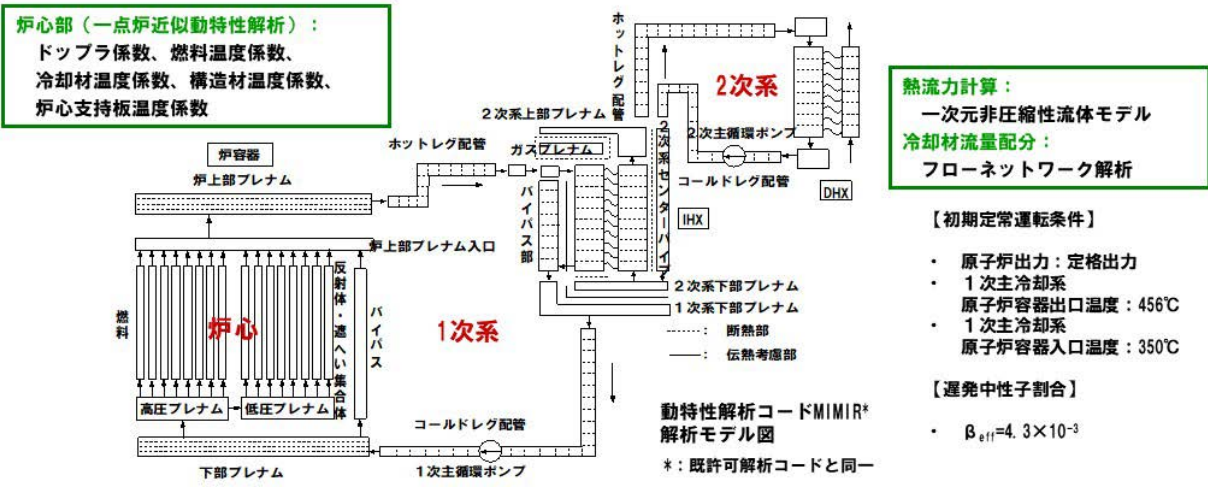 炉心部（一点炉近似動特性解析）：
ドップラ係数、燃料温度係数、
冷却材温度係数、構造材温度係数、
炉心支持板温度係数
炉容器
炉上部プレナム
ホットレグ配管
炉上部プレナム入口
燃料
炉心
反射体・遮へい集合体
バイパス
高圧プレナム
低圧プレナム
下部プレナム
1次系
コールドレグ配管
1次主循環ポンプ
2次系上部プレナム
ガスプレナム
バイパス部
2次系センターパイプ
IHX
2次系下部プレナム
1次系下部プレナム
：　断熱部
：　伝熱考慮部
ホットレグ配管
2次系
2次主循環ポンプ
コールドレグ配管
DHX
動特性解析コードMIMIR*
解析モデル図
*：既許可解析コードと同一
熱流力計算：
一次元非圧縮性流体モデル
冷却材流量配分：
フローネットワーク解析
【初期定常運転条件】
・　原子炉出力：定格出力
・　1次主冷却系
原子炉容器出口温度：456℃
・　1次主冷却系
原子炉容器入口温度：350℃
【遅発中性子割合】
・　βeff=4.3×10⁻³